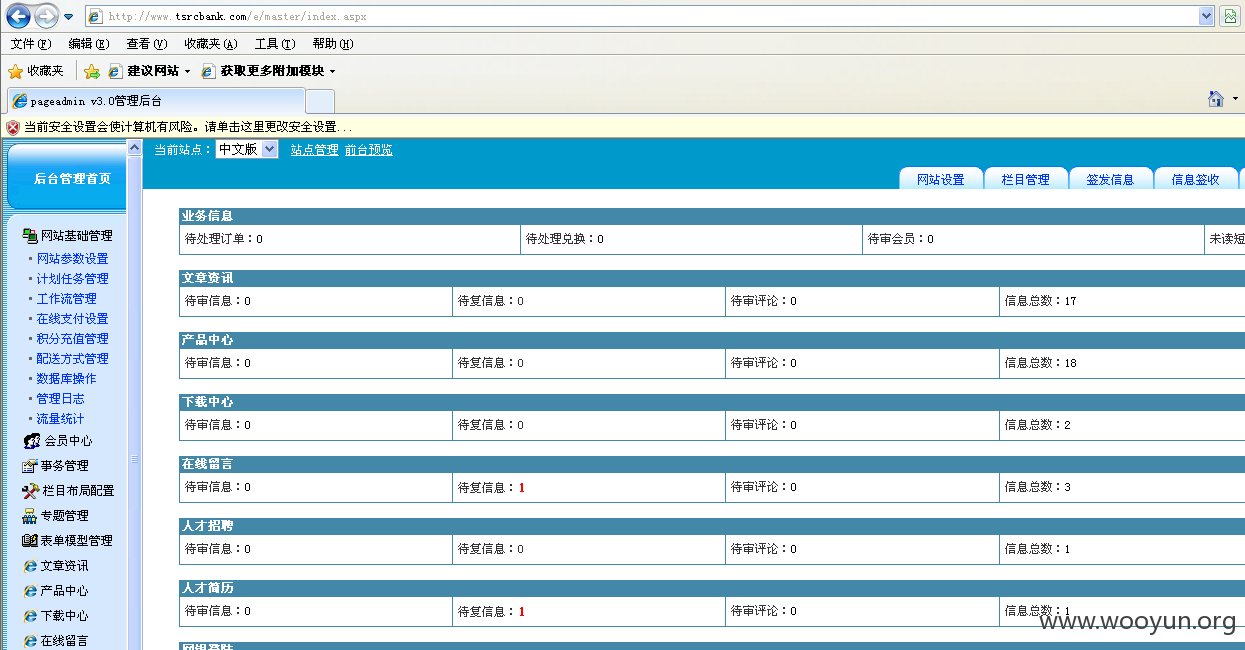 http://www.tsrcbank.com/e/master/index.aspx
文件(F) 编辑(E) 查看(V) 收藏夹(A) 工具(T) 帮助(H)
收藏夹 建议网站 获取更多附加模块
pageadmin v3.0管理后台
当前安全设置会使计算机有风险。请单击这里更改安全设置...
当前站点：中文版 站点管理 前台预览
后台管理首页
网站设置 栏目管理 签发信息 信息签收
网站基础管理
·网站参数设置
·计划任务管理
·工作流管理
·在线支付设置
·积分充值管理
·配送方式管理
·数据库操作
·管理日志
·流量统计
会员中心
事务管理
栏目布局配置
专题管理
表单模型管理
文章资讯
产品中心
下载中心
在线留言
业务信息
待处理订单：0 待处理兑换：0 待审会员：0 未读短
文章资讯
待审信息：0 待复信息：0 待审评论：0 信息总数：17
产品中心
待审信息：0 待复信息：0 待审评论：0 信息总数：18
下载中心
待审信息：0 待复信息：0 待审评论：0 信息总数：2
在线留言
待审信息：0 待复信息：1 待审评论：0 信息总数：3
人才招聘
待审信息：0 待复信息：0 待审评论：0 信息总数：1
人才简历
待审信息：0 待复信息：1 待审评论：0 信息总数：1
www.wooyun.org